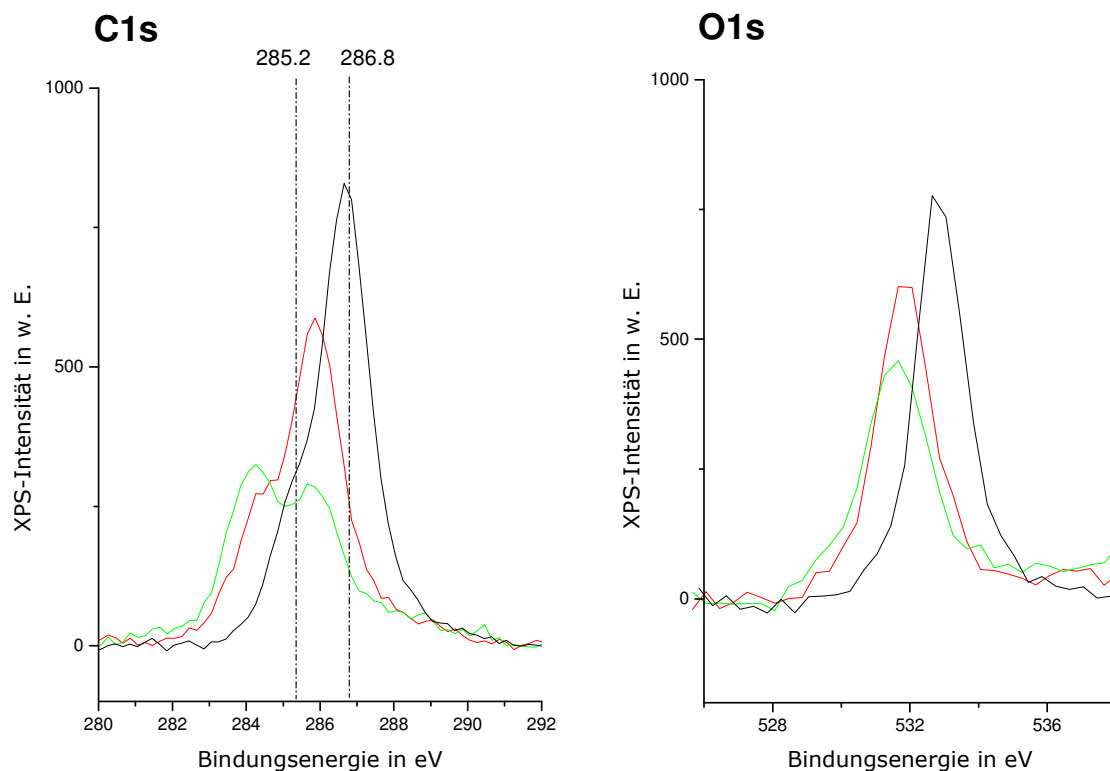 C1s
285.2 286.8
1000
500
0
XPS-Intensität in w. E.
280 282 284 286 288 290 292
Bindungsenergie in eV
O1s
1000
500
0
XPS-Intensität in w. E.
528 532 536
Bindungsenergie in eV